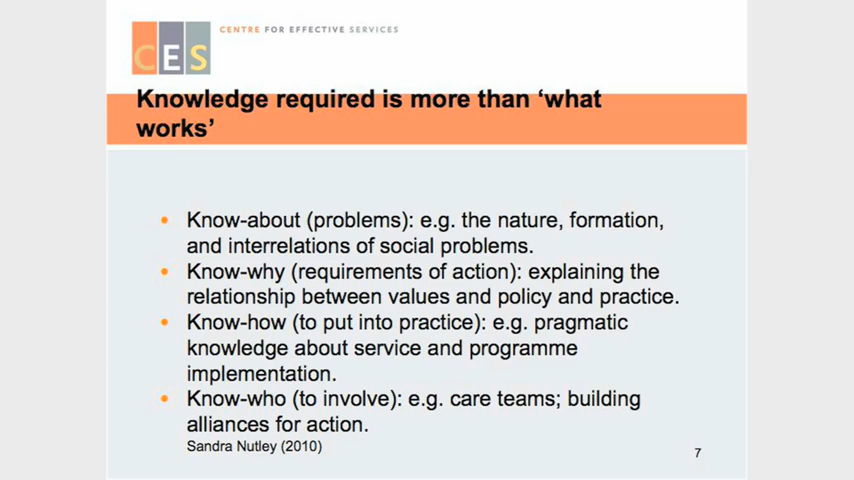 CES
CENTRE FOR EFFECTIVE SERVICES
Knowledge required is more than ‘what
works’
• Know-about (problems): e.g. the nature, formation,
and interrelations of social problems.
• Know-why (requirements of action): explaining the
relationship between values and policy and practice.
• Know-how (to put into practice): e.g. pragmatic
knowledge about service and programme
implementation.
• Know-who (to involve): e.g. care teams; building
alliances for action.
Sandra Nutley (2010)
7